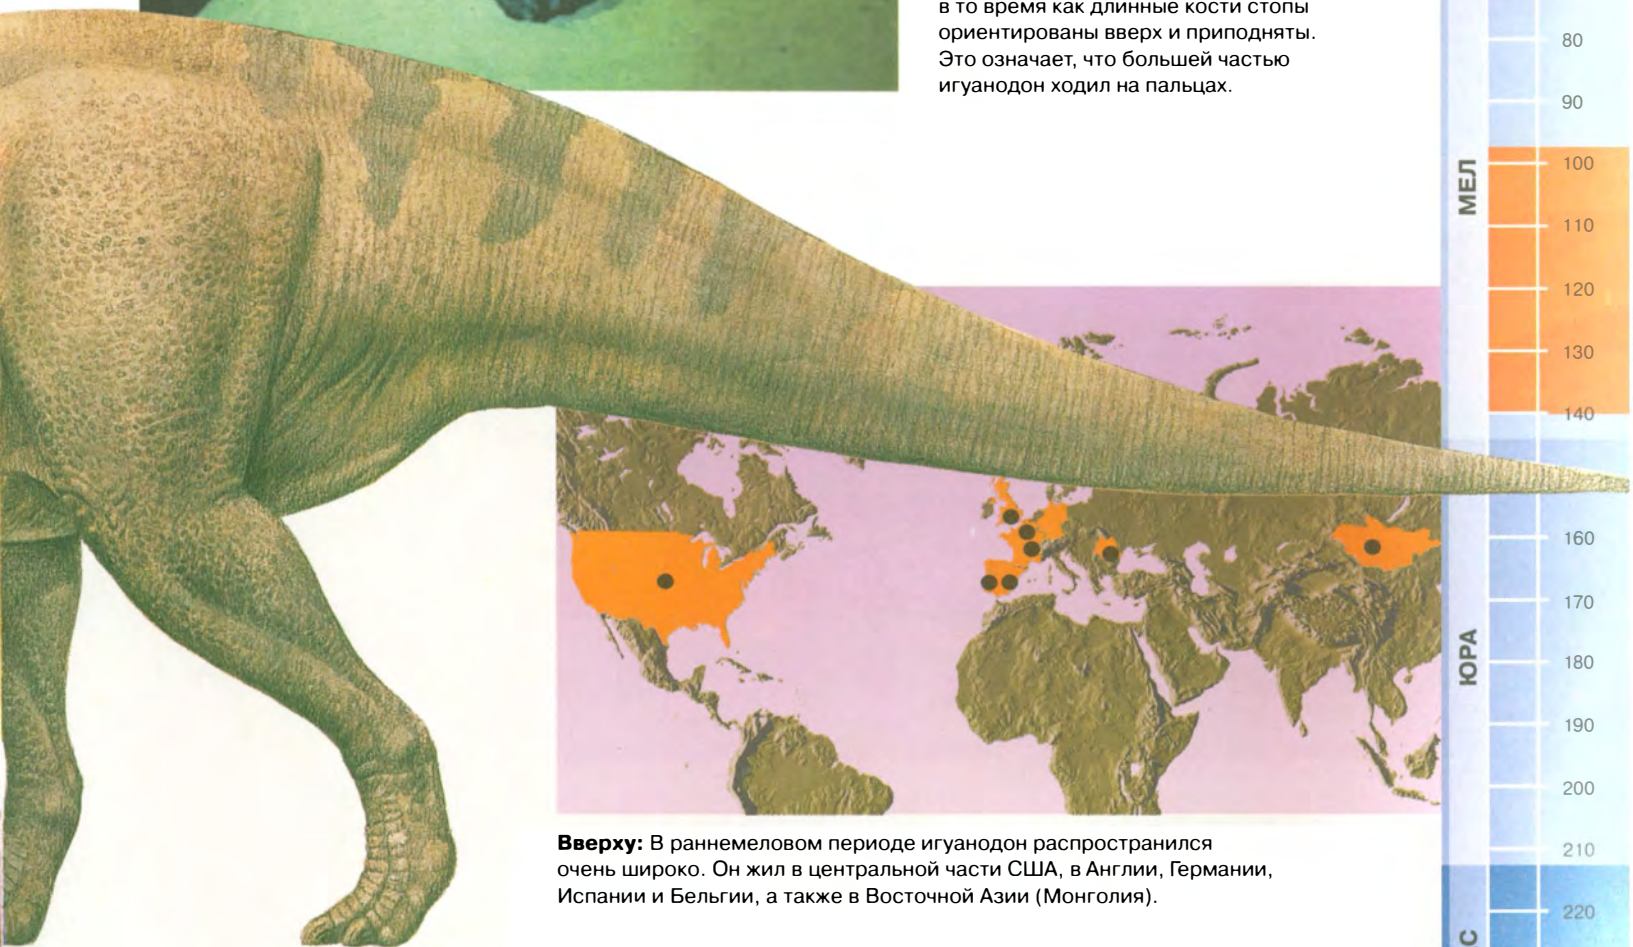 в то время как длинные кости стопы
ориентированы вверх и приподняты.
Это означает, что большей частью
игуанодон ходил на пальцах.
80
90
МЕЛ
100
110
120
130
140
160
170
ЮРА
180
190
200
210
220
С
Вверху: В раннемеловом периоде игуанодон распространился
очень широко. Он жил в центральной части США, в Англии, Германии,
Испании и Бельгии, а также в Восточной Азии (Монголия).